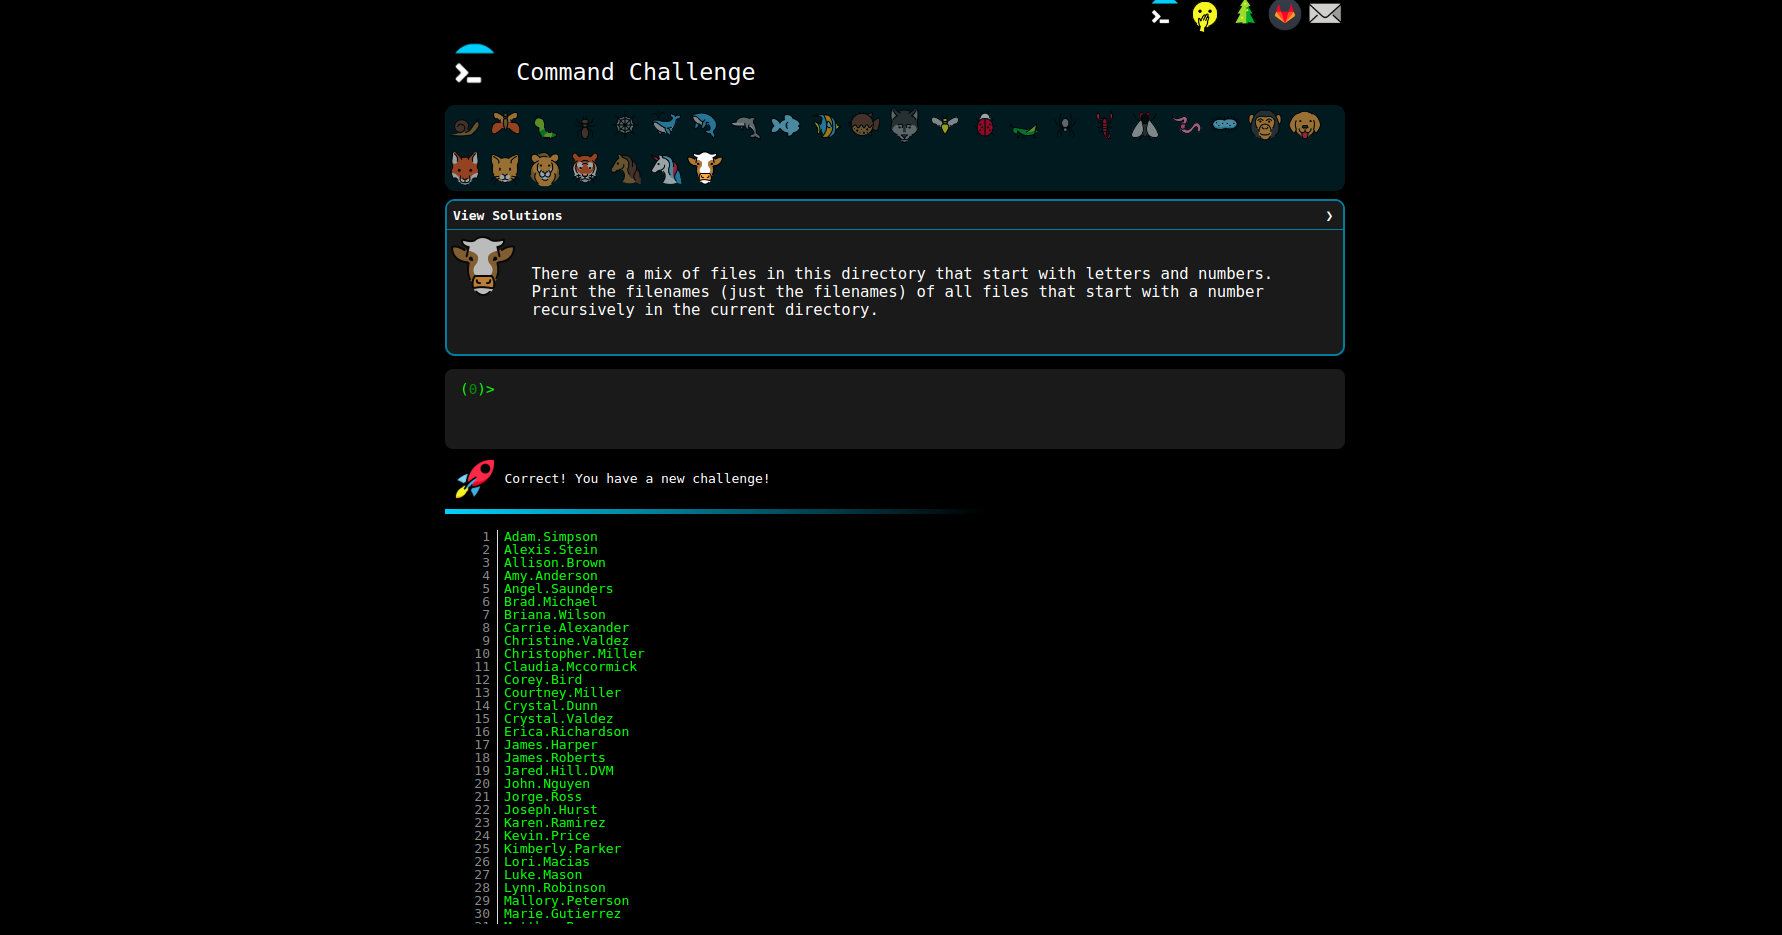 Command Challenge
View Solutions ❯
There are a mix of files in this directory that start with letters and numbers.
Print the filenames (just the filenames) of all files that start with a number
recursively in the current directory.
(0)>
Correct! You have a new challenge!
1 Adam.Simpson
2 Alexis.Stein
3 Allison.Brown
4 Amy.Anderson
5 Angel.Saunders
6 Brad.Michael
7 Briana.Wilson
8 Carrie.Alexander
9 Christine.Valdez
10 Christopher.Miller
11 Claudia.Mccormick
12 Corey.Bird
13 Courtney.Miller
14 Crystal.Dunn
15 Crystal.Valdez
16 Erica.Richardson
17 James.Harper
18 James.Roberts
19 Jared.Hill.DVM
20 John.Nguyen
21 Jorge.Ross
22 Joseph.Hurst
23 Karen.Ramirez
24 Kevin.Price
25 Kimberly.Parker
26 Lori.Macias
27 Luke.Mason
28 Lynn.Robinson
29 Mallory.Peterson
30 Marie.Gutierrez